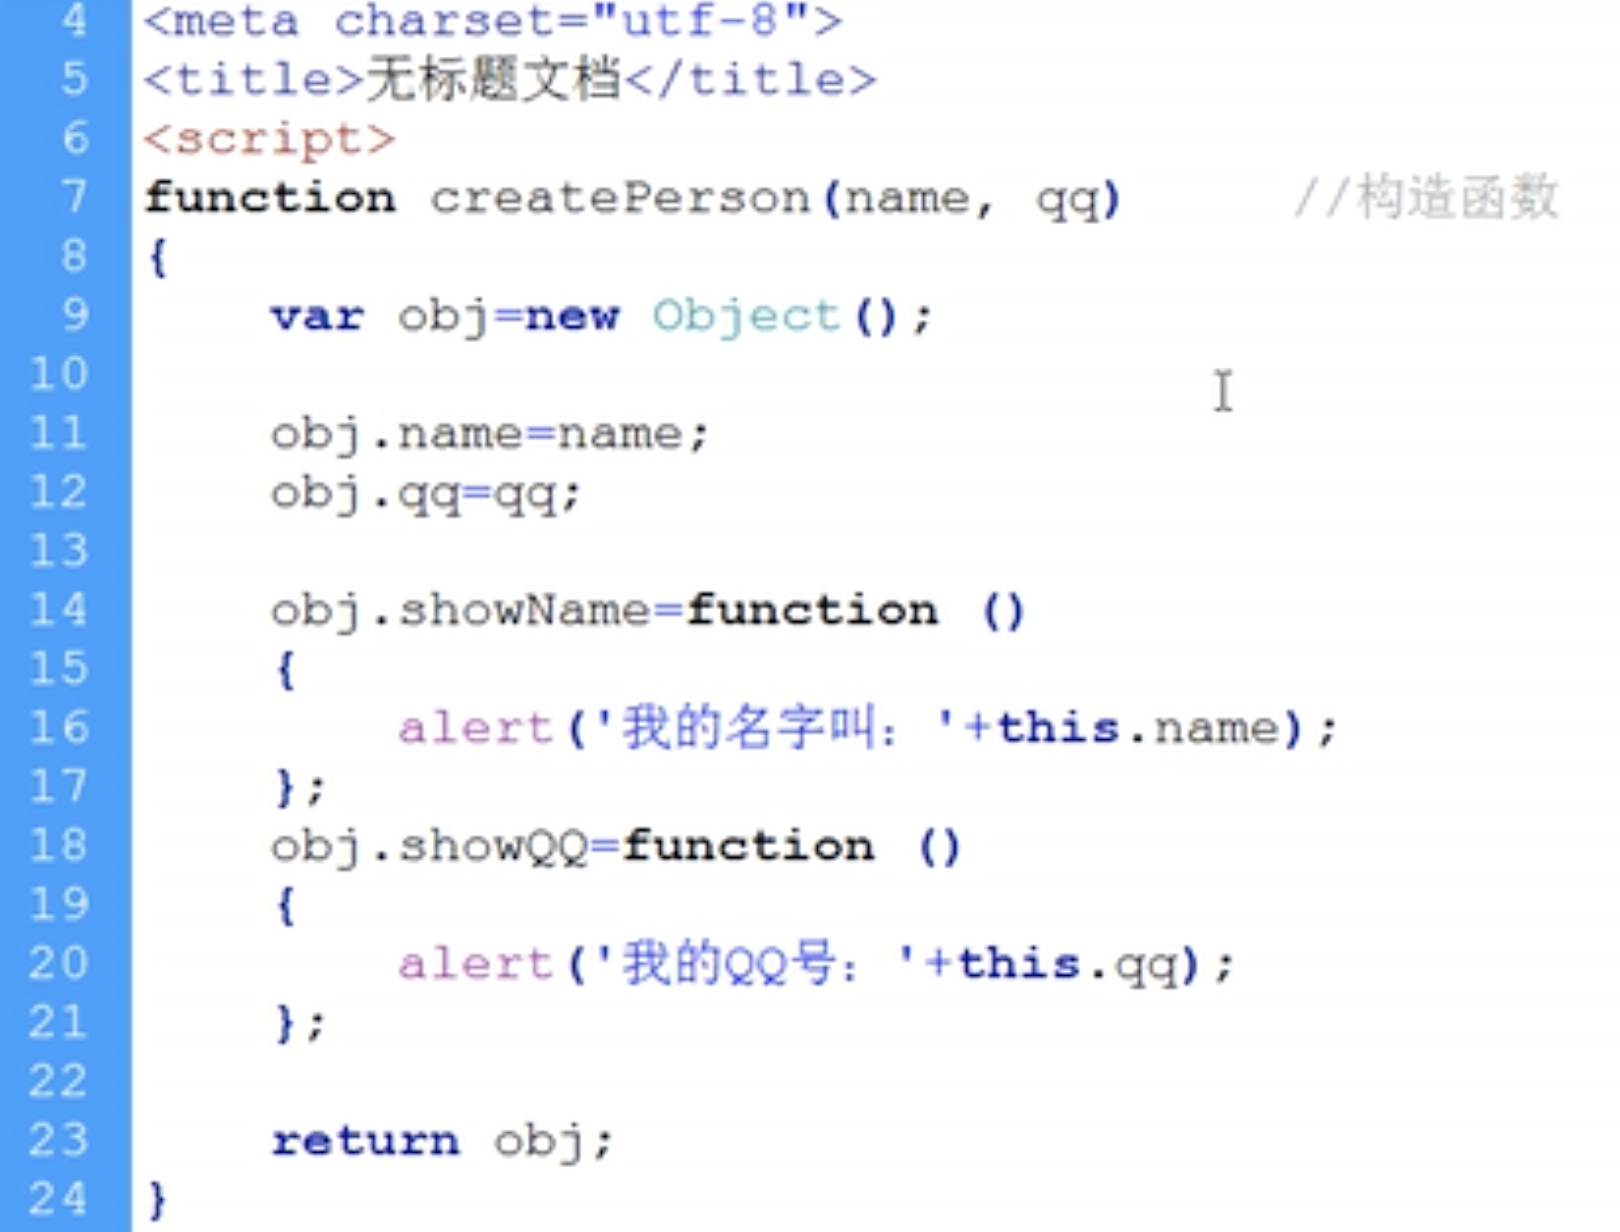 4 <meta charset="utf-8">
5 <title>无标题文档</title>
6 <script>
7 function createPerson(name, qq) //构造函数
8 {
9 var obj=new Object();
10
11 obj.name=name;
12 obj.qq=qq;
13
14 obj.showName=function ()
15 {
16 alert('我的名字叫：'+this.name);
17 };
18 obj.showQQ=function ()
19 {
20 alert('我的QQ号：'+this.qq);
21 };
22
23 return obj;
24 }